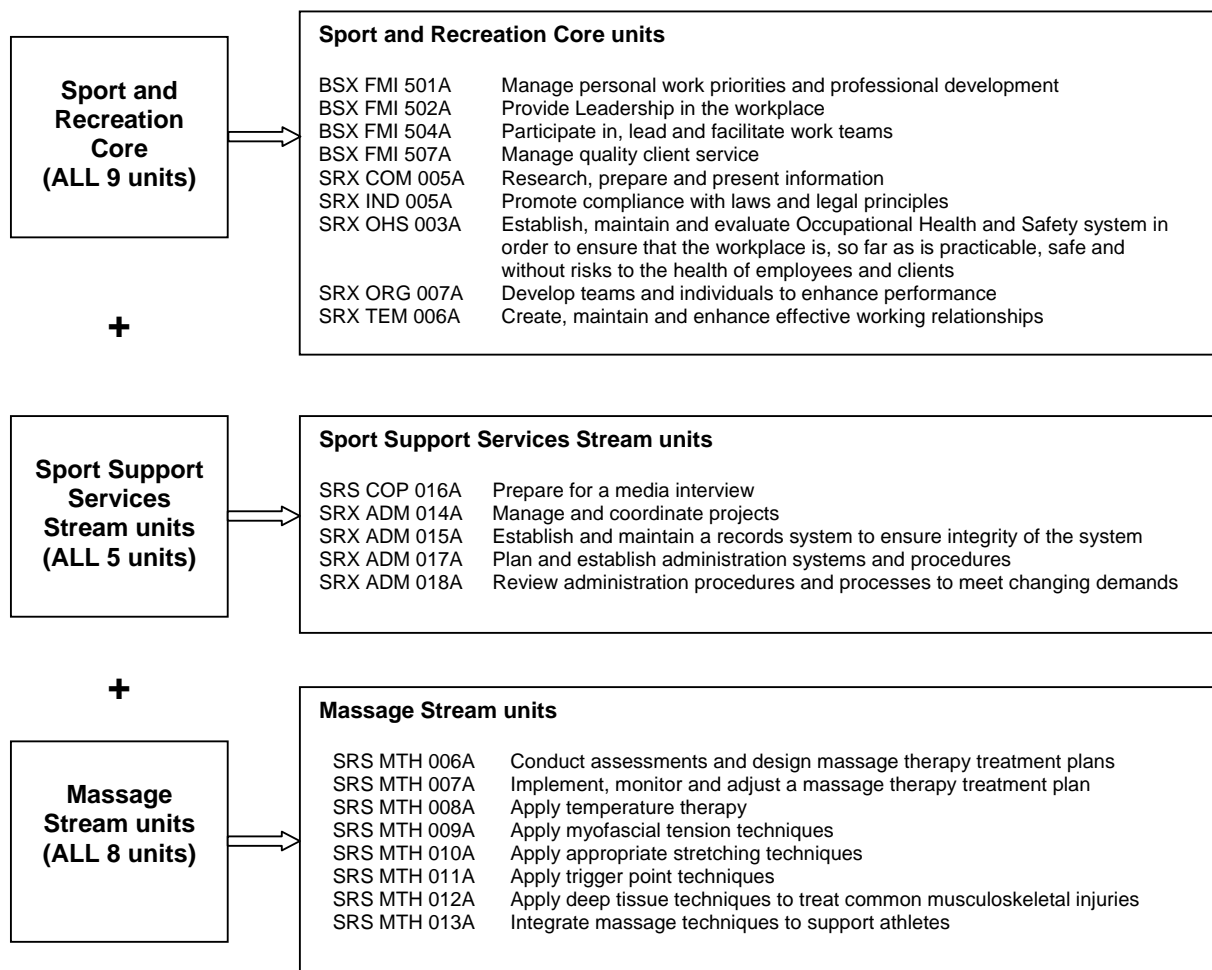 Sport and
Recreation
Core
(ALL 9 units)
Sport and Recreation Core units
BSX FMI 501A Manage personal work priorities and professional development
BSX FMI 502A Provide Leadership in the workplace
BSX FMI 504A Participate in, lead and facilitate work teams
BSX FMI 507A Manage quality client service
SRX COM 005A Research, prepare and present information
SRX IND 005A Promote compliance with laws and legal principles
SRX OHS 003A Establish, maintain and evaluate Occupational Health and Safety system in
order to ensure that the workplace is, so far as is practicable, safe and
without risks to the health of employees and clients
SRX ORG 007A Develop teams and individuals to enhance performance
SRX TEM 006A Create, maintain and enhance effective working relationships
+
Sport Support
Services
Stream units
(ALL 5 units)
Sport Support Services Stream units
SRS COP 016A Prepare for a media interview
SRX ADM 014A Manage and coordinate projects
SRX ADM 015A Establish and maintain a records system to ensure integrity of the system
SRX ADM 017A Plan and establish administration systems and procedures
SRX ADM 018A Review administration procedures and processes to meet changing demands
+
Massage
Stream units
(ALL 8 units)
Massage Stream units
SRS MTH 006A Conduct assessments and design massage therapy treatment plans
SRS MTH 007A Implement, monitor and adjust a massage therapy treatment plan
SRS MTH 008A Apply temperature therapy
SRS MTH 009A Apply myofascial tension techniques
SRS MTH 010A Apply appropriate stretching techniques
SRS MTH 011A Apply trigger point techniques
SRS MTH 012A Apply deep tissue techniques to treat common musculoskeletal injuries
SRS MTH 013A Integrate massage techniques to support athletes